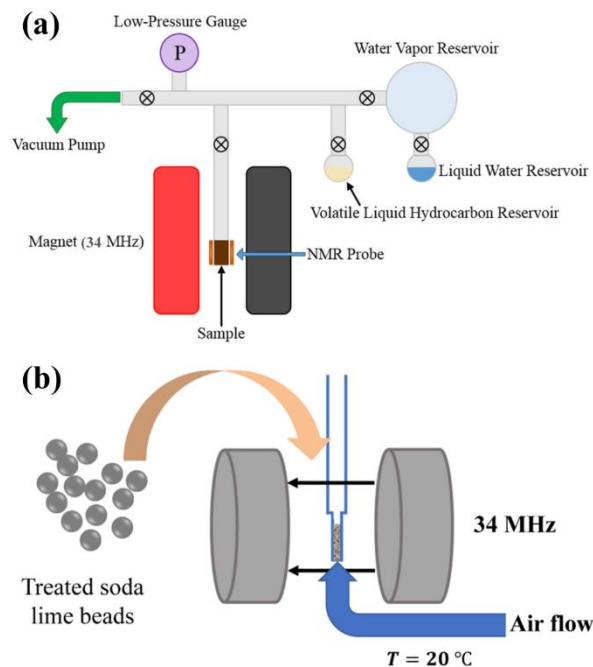 (a)
Low-Pressure Gauge
P
Water Vapor Reservoir
Vacuum Pump
Liquid Water Reservoir
Volatile Liquid Hydrocarbon Reservoir
Magnet (34 MHz)
NMR Probe
Sample
(b)
34 MHz
Treated soda
lime beads
Air flow
T = 20 °C